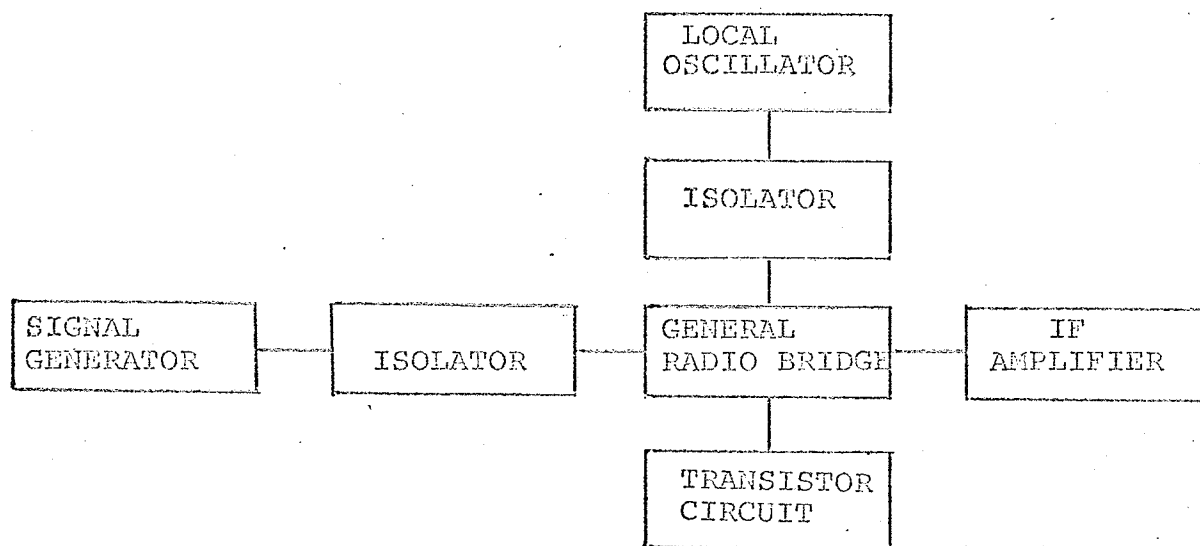 LOCAL
OSCILLATOR
ISOLATOR
SIGNAL
GENERATOR
ISOLATOR
GENERAL
RADIO BRIDGE
IF
AMPLIFIER
TRANSISTOR
CIRCUIT